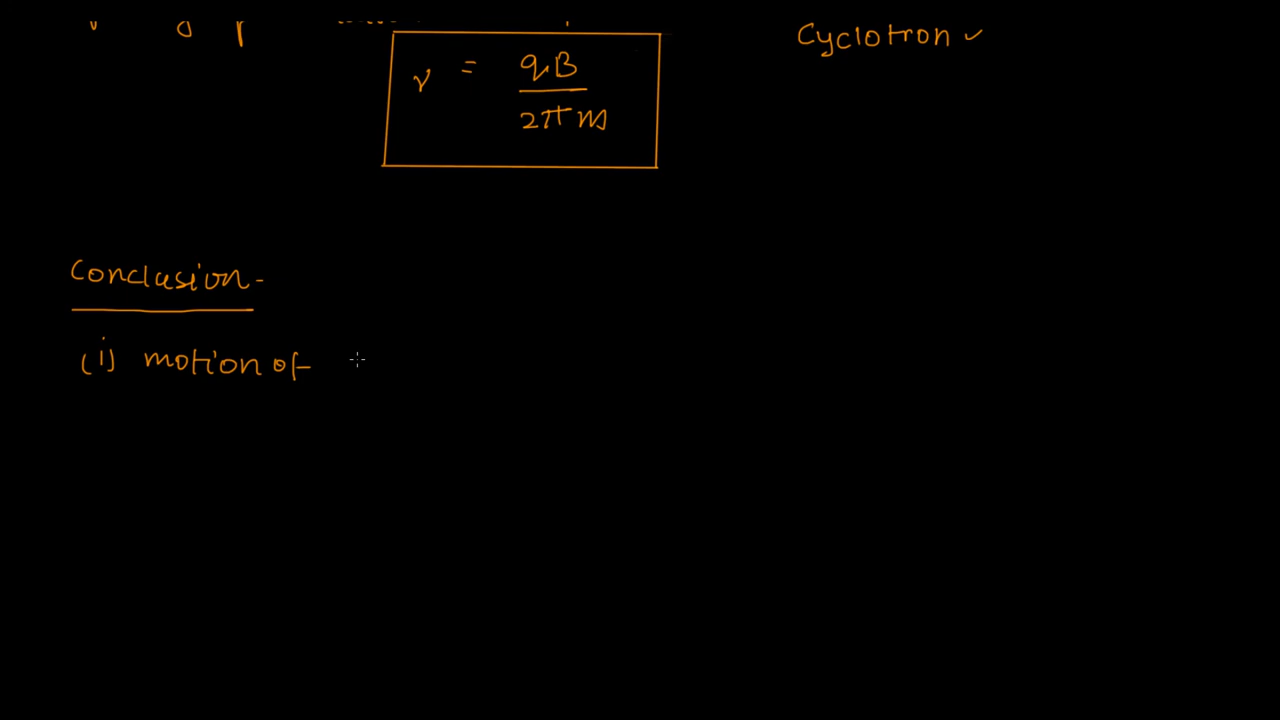 Cyclotron ✓
ν = qB / 2πm
Conclusion-
(i) motion of